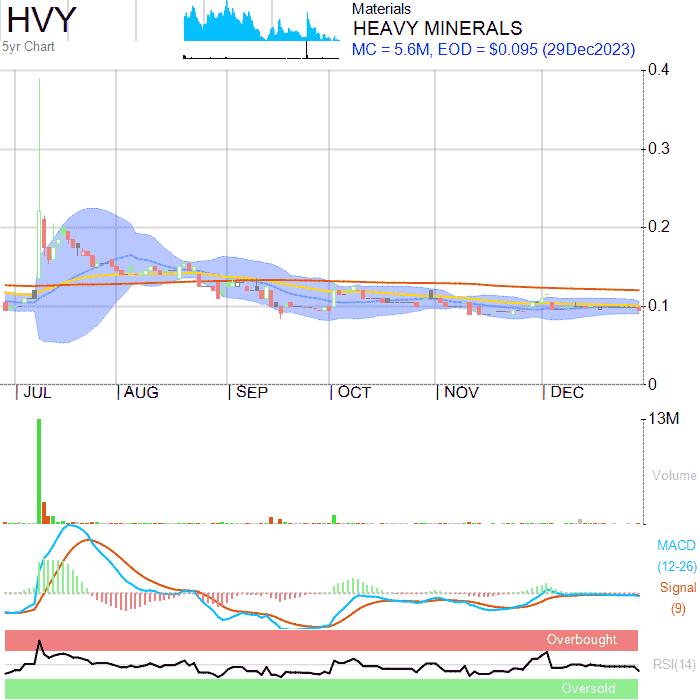 HVY
5yr Chart
Materials
HEAVY MINERALS
MC = 5.6M, EOD = $0.095 (29Dec2023)
0.4
0.3
0.2
0.1
0
JUL AUG SEP OCT NOV DEC
13M
Volume
MACD
(12-26)
Signal
(9)
Overbought
RSI(14)
Oversold